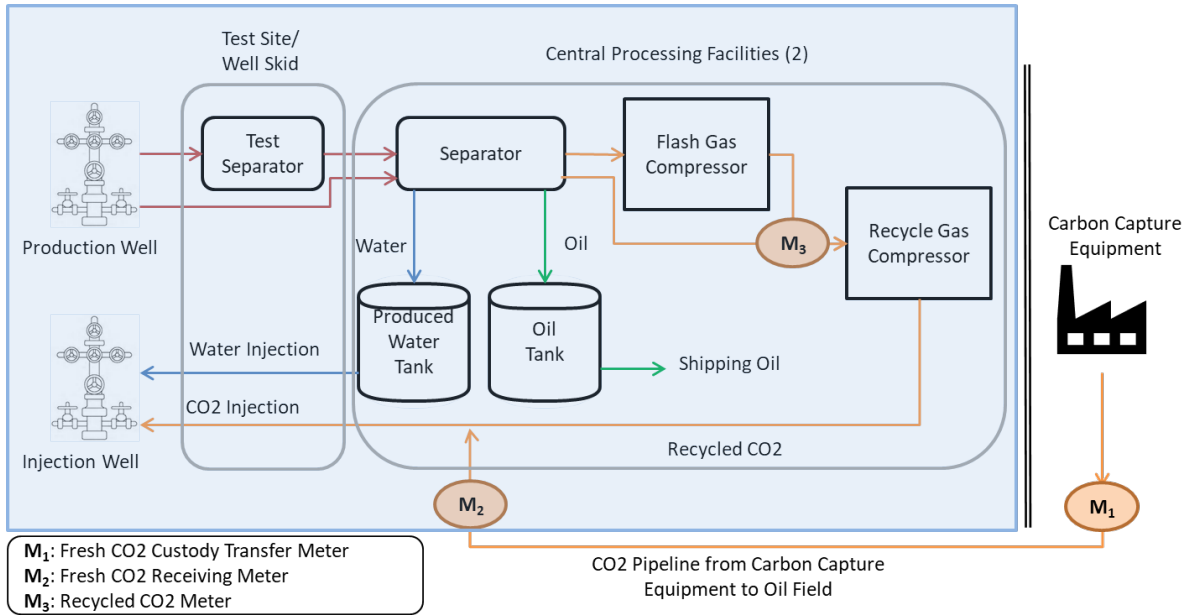 Test Site/
Well Skid
Central Processing Facilities (2)
Test
Separator
Separator
Flash Gas
Compressor
Production Well
Water
Oil
M₃
Recycle Gas
Compressor
Carbon Capture
Equipment
Produced
Water
Tank
Oil
Tank
Water Injection
Shipping Oil
CO2 Injection
Injection Well
Recycled CO2
M₂
M₁
M₁: Fresh CO2 Custody Transfer Meter
M₂: Fresh CO2 Receiving Meter
M₃: Recycled CO2 Meter
CO2 Pipeline from Carbon Capture
Equipment to Oil Field